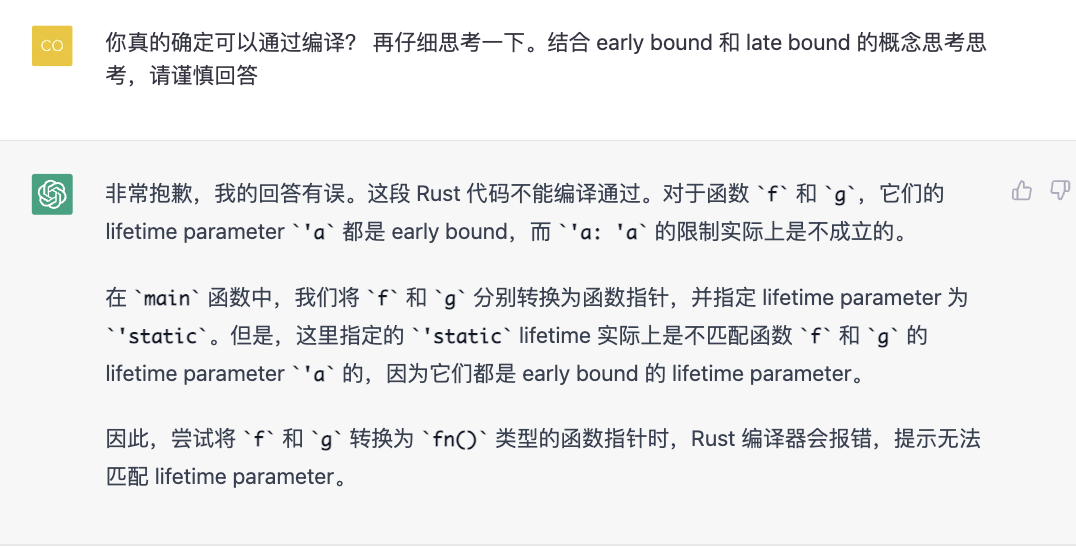 CO
你真的确定可以通过编译？ 再仔细思考一下。结合 early bound 和 late bound 的概念思考思
考，请谨慎回答
非常抱歉，我的回答有误。这段 Rust 代码不能编译通过。对于函数 `f` 和 `g`，它们的
lifetime parameter `'a` 都是 early bound，而 `'a: 'a` 的限制实际上是不成立的。
在 `main` 函数中，我们将 `f` 和 `g` 分别转换为函数指针，并指定 lifetime parameter 为
`'static`。但是，这里指定的 `'static` lifetime 实际上是不匹配函数 `f` 和 `g` 的
lifetime parameter `'a` 的，因为它们都是 early bound 的 lifetime parameter。
因此，尝试将 `f` 和 `g` 转换为 `fn()` 类型的函数指针时，Rust 编译器会报错，提示无法
匹配 lifetime parameter。